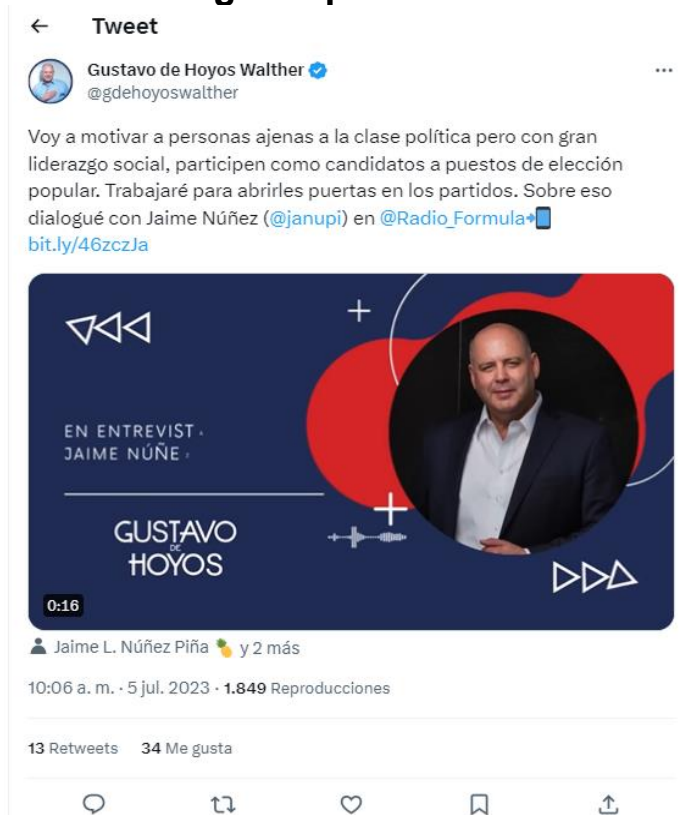 Tweet
Gustavo de Hoyos Walther
@gdehoyoswalther
Voy a motivar a personas ajenas a la clase política pero con gran
liderazgo social, participen como candidatos a puestos de elección
popular. Trabajaré para abrirles puertas en los partidos. Sobre eso
dialogué con Jaime Núñez (@janupi) en @Radio_Formula
bit.ly/46zczJa
EN ENTREVIST
JAIME NÚÑE
GUSTAVO
DE
HOYOS
0:16
Jaime L. Núñez Piña 🍍 y 2 más
10:06 a. m. · 5 jul. 2023 · 1.849 Reproducciones
13 Retweets 34 Me gusta